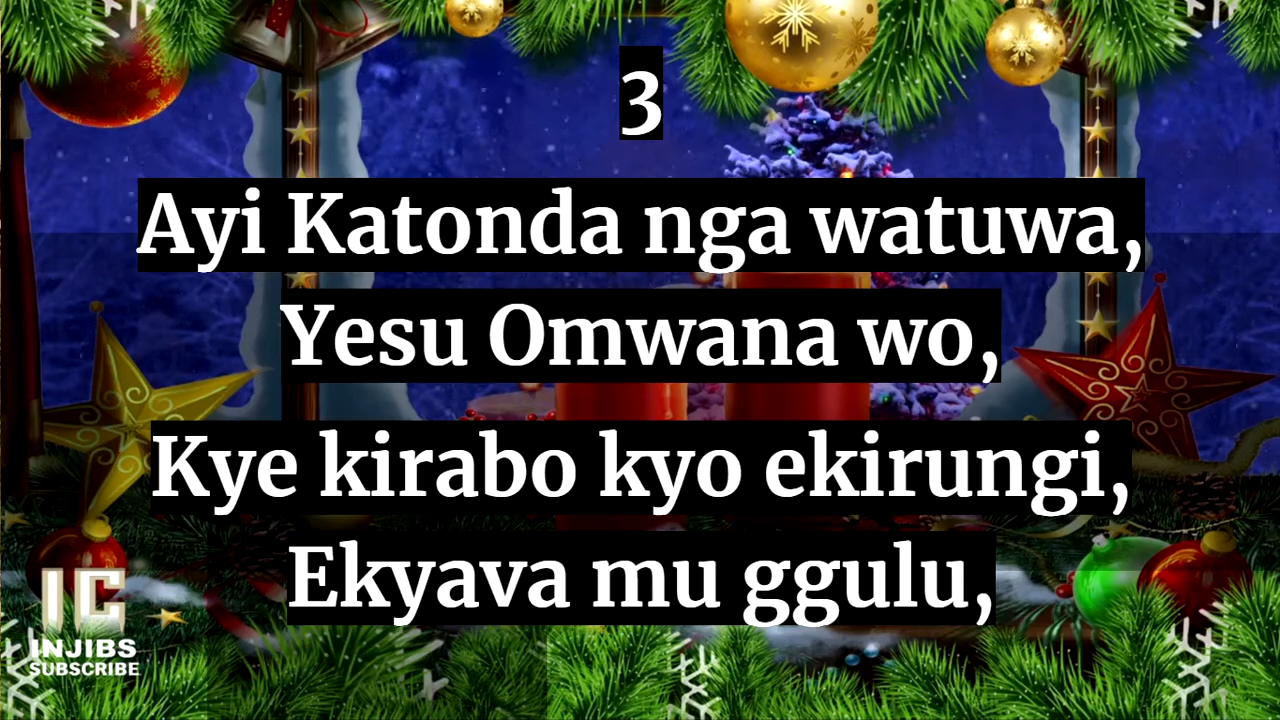 3
Ayi Katonda nga watuwa,
Yesu Omwana wo,
Kye kirabo kyo ekirungi,
Ekyava mu ggulu,
IC
INJIBS
SUBSCRIBE